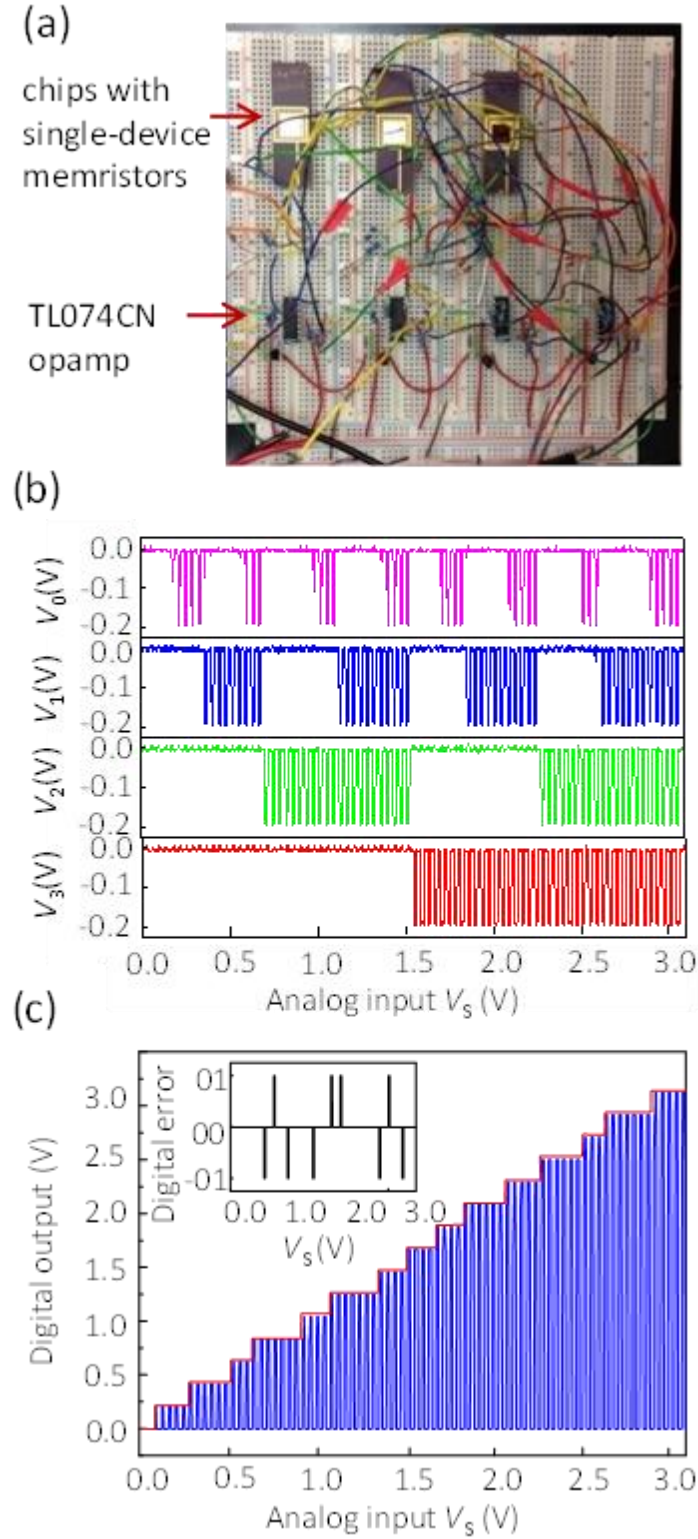 (a)
chips with
single-device
memristors
TL074CN
opamp
(b)
0.0
-0.1
-0.2
V0(V)
0.0
-0.1
-0.2
V1(V)
0.0
-0.1
-0.2
V2(V)
0.0
-0.1
-0.2
V3(V)
0.0 0.5 1.0 1.5 2.0 2.5 3.0
Analog input Vs (V)
(c)
3.0
2.5
2.0
1.5
1.0
0.5
0.0
Digital output (V)
01
00
-01
Digital error
0.0 1.0 2.0 3.0
Vs (V)
0.0 0.5 1.0 1.5 2.0 2.5 3.0
Analog input Vs (V)